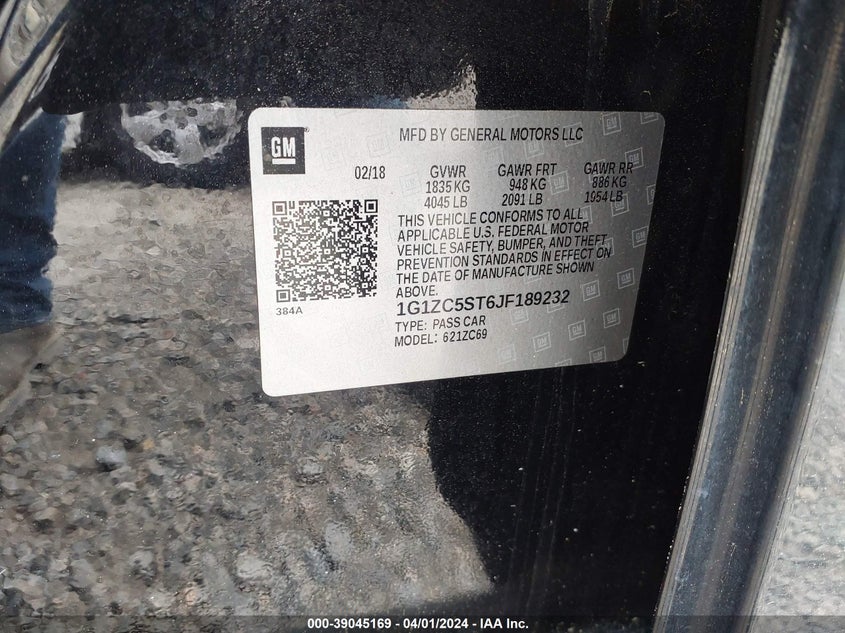 GM
MFD BY GENERAL MOTORS LLC
02/18 GVWR GAWR FRT GAWR RR
1835 KG 948 KG 886 KG
4045 LB 2091 LB 1954 LB
THIS VEHICLE CONFORMS TO ALL
APPLICABLE U.S. FEDERAL MOTOR
VEHICLE SAFETY, BUMPER, AND THEFT
PREVENTION STANDARDS IN EFFECT ON
THE DATE OF MANUFACTURE SHOWN
ABOVE.
384A
1G1ZC5ST6JF189232
TYPE: PASS CAR
MODEL: 621ZC69
000-39045169 - 04/01/2024 - IAA Inc.